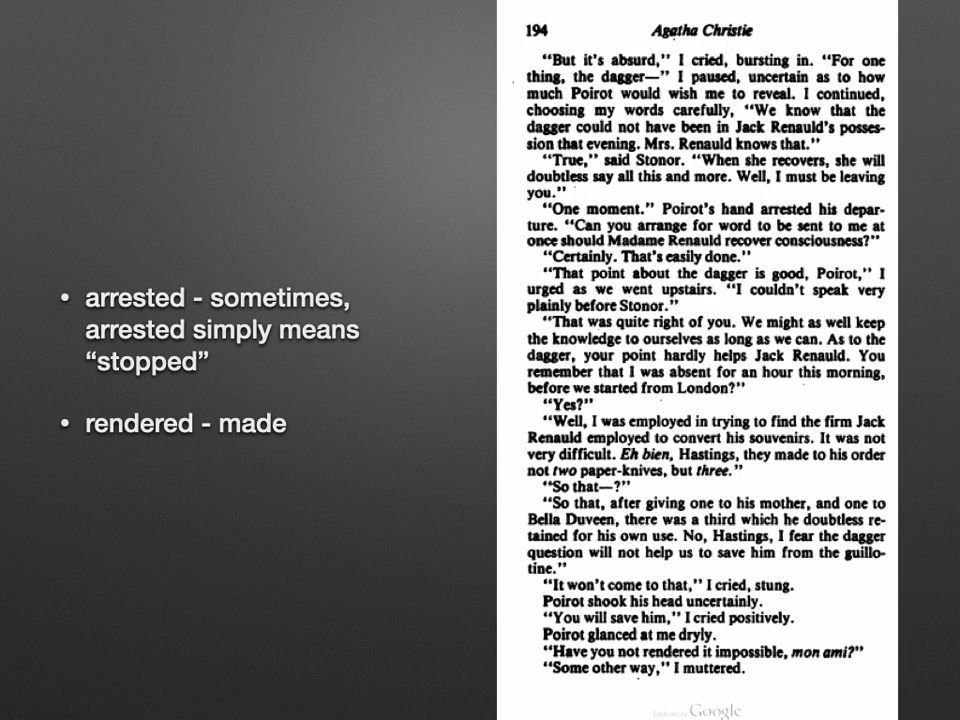 • arrested - sometimes,
arrested simply means
“stopped”
• rendered - made
194 Agatha Christie
“But it’s absurd,” I cried, bursting in. “For one
thing, the dagger—” I paused, uncertain as to how
much Poirot would wish me to reveal. I continued,
choosing my words carefully, “We know that the
dagger could not have been in Jack Renauld’s posses-
sion that evening. Mrs. Renauld knows that.”
“True,” said Stonor. “When she recovers, she will
doubtless say all this and more. Well, I must be leaving
you.”
“One moment.” Poirot’s hand arrested his depar-
ture. “Can you arrange for word to be sent to me at
once should Madame Renauld recover consciousness?”
“Certainly. That’s easily done.”
“That point about the dagger is good, Poirot,” I
urged as we went upstairs. “I couldn’t speak very
plainly before Stonor.”
“That was quite right of you. We might as well keep
the knowledge to ourselves as long as we can. As to the
dagger, your point hardly helps Jack Renauld. You
remember that I was absent for an hour this morning,
before we started from London?”
“Yes?”
“Well, I was employed in trying to find the firm Jack
Renauld employed to convert his souvenirs. It was not
very difficult. Eh bien, Hastings, they made to his order
not two paper-knives, but three.”
“So that—?”
“So that, after giving one to his mother, and one to
Bella Duveen, there was a third which he doubtless re-
tained for his own use. No, Hastings, I fear the dagger
question will not help us to save him from the guillo-
tine.”
“It won’t come to that,” I cried, stung.
Poirot shook his head uncertainly.
“You will save him,” I cried positively.
Poirot glanced at me dryly.
“Have you not rendered it impossible, mon ami?”
“Some other way,” I muttered.
Google